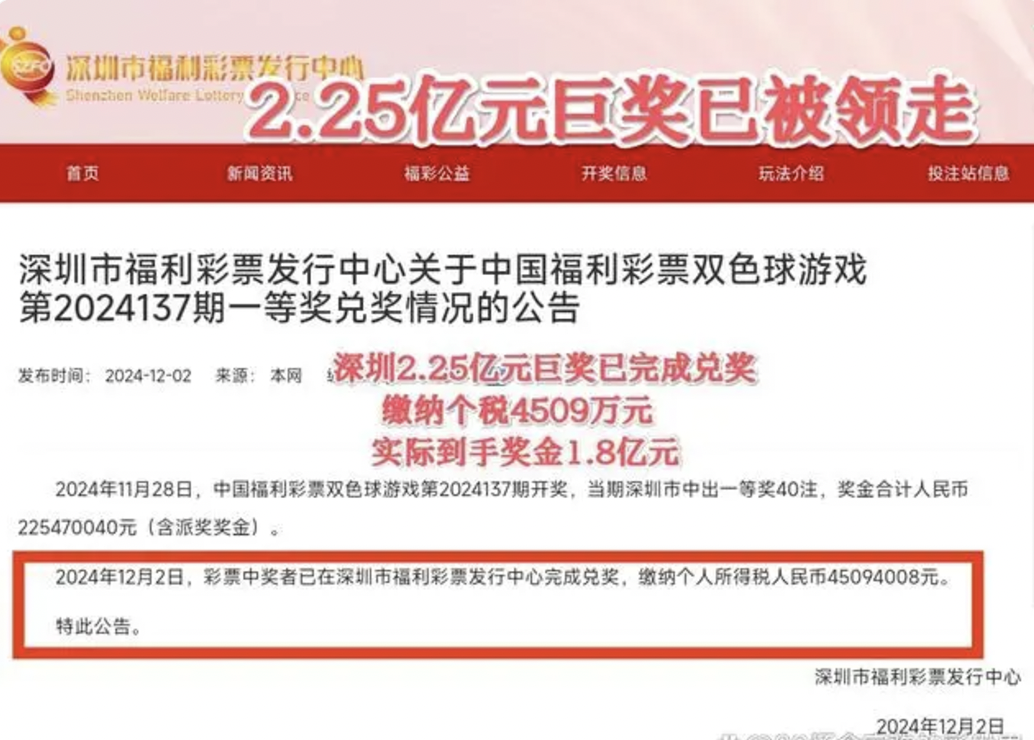 SZFC
深圳市福利彩票发行中心
Shenzhen Welfare Lottery
2.25亿元巨奖已被领走
首页 新闻资讯 福彩公益 开奖信息 玩法介绍 投注站信息
深圳市福利彩票发行中心关于中国福利彩票双色球游戏
第2024137期一等奖兑奖情况的公告
发布时间： 2024-12-02 来源： 本网
深圳2.25亿元巨奖已完成兑奖
缴纳个税4509万元
实际到手奖金1.8亿元
2024年11月28日，中国福利彩票双色球游戏第2024137期开奖，当期深圳市中出一等奖40注，奖金合计人民币
225470040元（含派奖奖金）。
2024年12月2日，彩票中奖者已在深圳市福利彩票发行中心完成兑奖，缴纳个人所得税人民币45094008元。
特此公告。
深圳市福利彩票发行中心
2024年12月2日